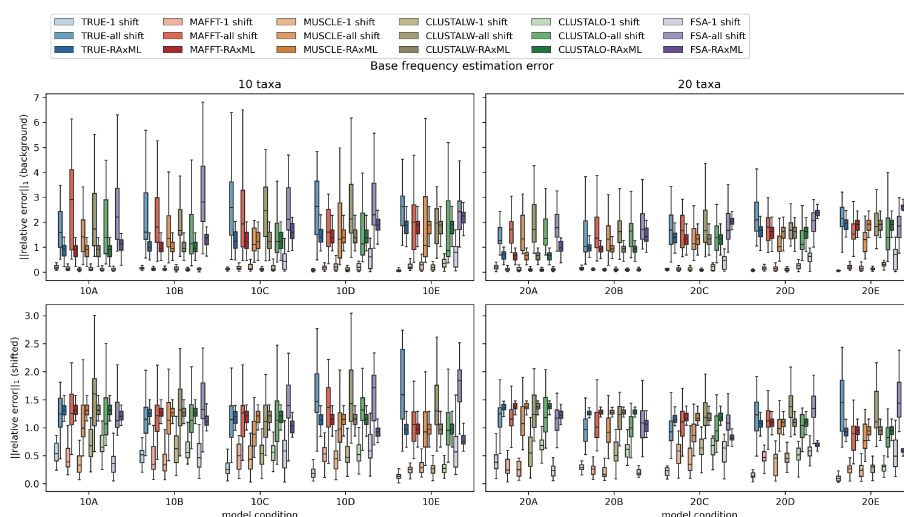 TRUE-1 shift MAFFT-1 shift MUSCLE-1 shift CLUSTALW-1 shift CLUSTALO-1 shift FSA-1 shift
TRUE-all shift MAFFT-all shift MUSCLE-all shift CLUSTALW-all shift CLUSTALO-all shift FSA-all shift
TRUE-RAxML MAFFT-RAxML MUSCLE-RAxML CLUSTALW-RAxML CLUSTALO-RAxML FSA-RAxML
Base frequency estimation error
10 taxa 20 taxa
||relative error||₁ (background)
7
6
5
4
3
2
1
0
10A 10B 10C 10D 10E 20A 20B 20C 20D 20E
||relative error||₁ (shifted)
3.0
2.5
2.0
1.5
1.0
0.5
0.0
10A 10B 10C 10D 10E 20A 20B 20C 20D 20E
model condition model condition